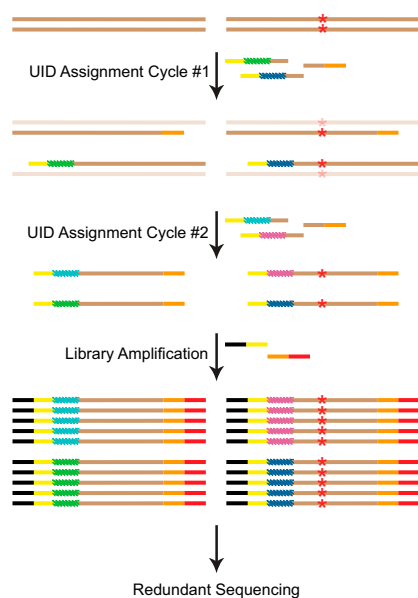 UID Assignment Cycle #1
UID Assignment Cycle #2
Library Amplification
Redundant Sequencing